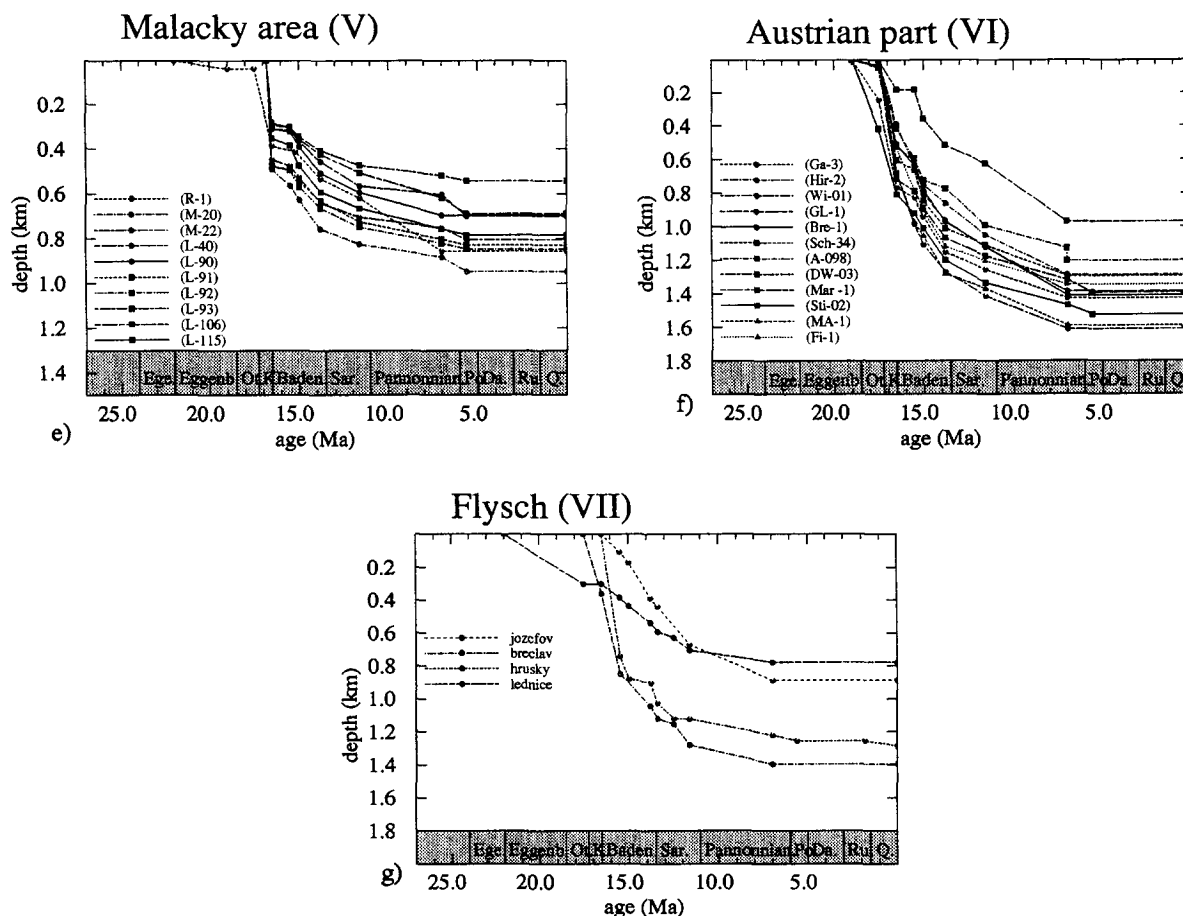 Malacky area (V)
0.2
0.4
0.6
0.8
1.0
1.2
1.4
depth (km)
(R-1)
(M-20)
(M-22)
(L-40)
(L-90)
(L-91)
(L-92)
(L-93)
(L-106)
(L-115)
Ege. Eggenb Ot. K Baden Sar. Pannonnian Po Da. Ru Q.
25.0 20.0 15.0 10.0 5.0
age (Ma)
e)
Austrian part (VI)
0.2
0.4
0.6
0.8
1.0
1.2
1.4
1.6
1.8
depth (km)
(Ga-3)
(Hir-2)
(Wi-01)
(GL-1)
(Bre-1)
(Sch-34)
(A-098)
(DW-03)
(Mar-1)
(Sti-02)
(MA-1)
(Fi-1)
Ege. Eggenb. Ot. K Baden Sar. Pannonnian Po Da. Ru Q.
25.0 20.0 15.0 10.0 5.0
age (Ma)
f)
Flysch (VII)
0.2
0.4
0.6
0.8
1.0
1.2
1.4
1.6
1.8
depth (km)
jozefov
breclav
hrusky
lednice
Ege. Eggenb. Ot. K Baden Sar. Pannonnian Po Da. Ru Q.
25.0 20.0 15.0 10.0 5.0
age (Ma)
g)